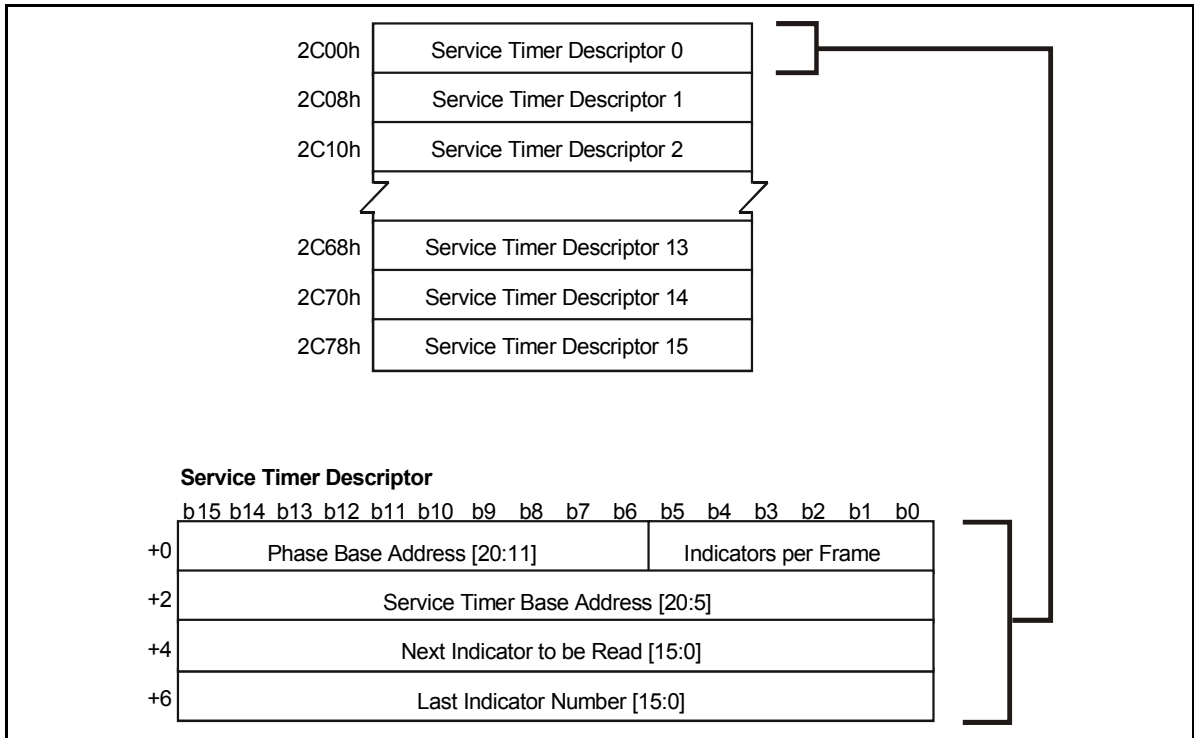 2C00h Service Timer Descriptor 0
2C08h Service Timer Descriptor 1
2C10h Service Timer Descriptor 2
2C68h Service Timer Descriptor 13
2C70h Service Timer Descriptor 14
2C78h Service Timer Descriptor 15
Service Timer Descriptor
b15 b14 b13 b12 b11 b10 b9 b8 b7 b6 b5 b4 b3 b2 b1 b0
+0 Phase Base Address [20:11] Indicators per Frame
+2 Service Timer Base Address [20:5]
+4 Next Indicator to be Read [15:0]
+6 Last Indicator Number [15:0]